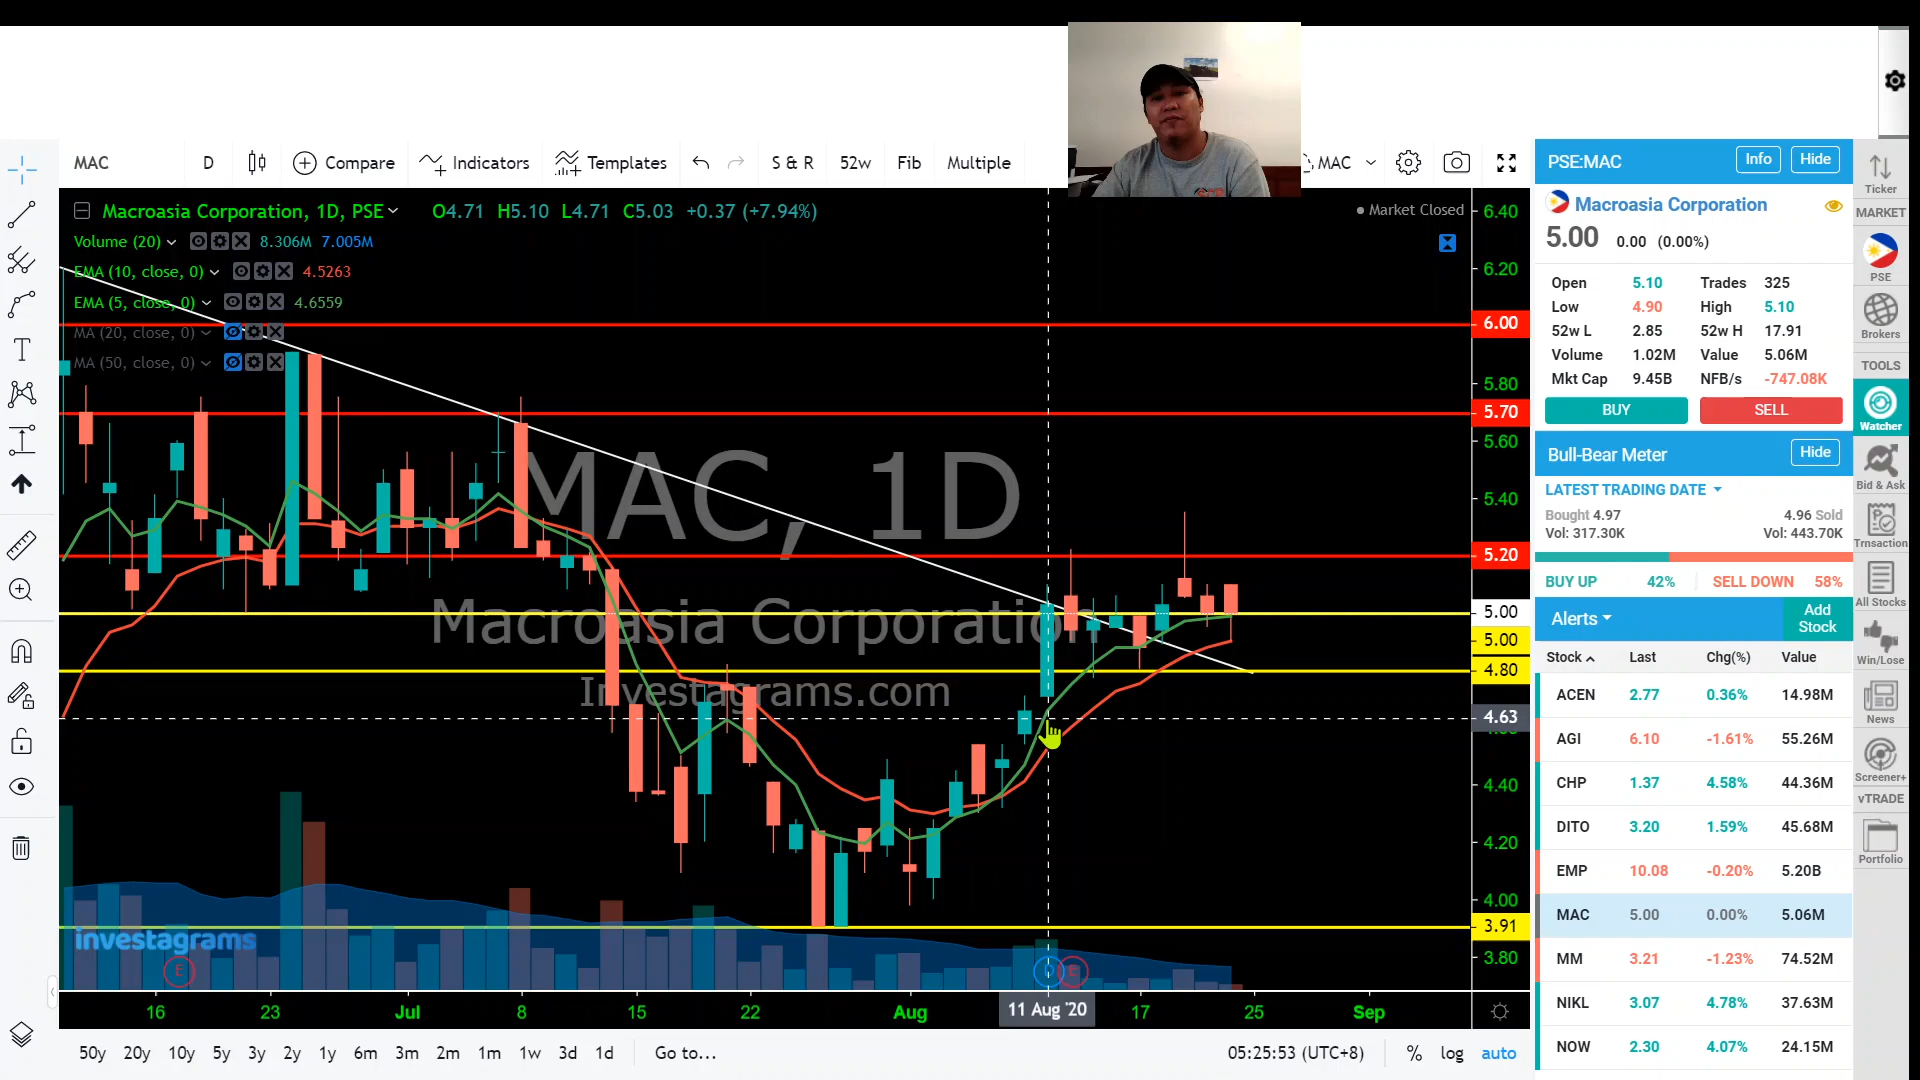 MAC D Compare Indicators Templates S & R 52w Fib Multiple MAC
Macroasia Corporation, 1D, PSE O4.71 H5.10 L4.71 C5.03 +0.37 (+7.94%)
Market Closed
Volume (20) 8.306M 7.005M
EMA (10, close, 0) 4.5263
EMA (5, close, 0) 4.6559
MA (20, close, 0)
MA (50, close, 0)
MAC, 1D
Macroasia Corporation
Investagrams.com
investagrams
E
D E
6.40
6.20
6.00
5.80
5.70
5.60
5.40
5.20
5.00
5.00
4.80
4.63
4.40
4.20
4.00
3.91
3.80
16 23 Jul 8 15 22 Aug 11 Aug '20 17 25 Sep
50y 20y 10y 5y 3y 2y 1y 6m 3m 2m 1m 1w 3d 1d Go to...
05:25:53 (UTC+8) % log auto
PSE:MAC Info Hide
Macroasia Corporation
5.00 0.00 (0.00%)
Open 5.10 Trades 325
Low 4.90 High 5.10
52w L 2.85 52w H 17.91
Volume 1.02M Value 5.06M
Mkt Cap 9.45B NFB/s -747.08K
BUY SELL
Bull-Bear Meter Hide
LATEST TRADING DATE
Bought 4.97 4.96 Sold
Vol: 317.30K Vol: 443.70K
BUY UP 42% SELL DOWN 58%
Alerts Add
Stock
Stock Last Chg(%) Value
ACEN 2.77 0.36% 14.98M
AGI 6.10 -1.61% 55.26M
CHP 1.37 4.58% 44.36M
DITO 3.20 1.59% 45.68M
EMP 10.08 -0.20% 5.20B
MAC 5.00 0.00% 5.06M
MM 3.21 -1.23% 74.52M
NIKL 3.07 4.78% 37.63M
NOW 2.30 4.07% 24.15M
Ticker
MARKET
PSE
Brokers
TOOLS
Watcher
Bid & Ask
Trnsaction
All Stocks
Win/Lose
News
Screener+
vTRADE
Portfolio